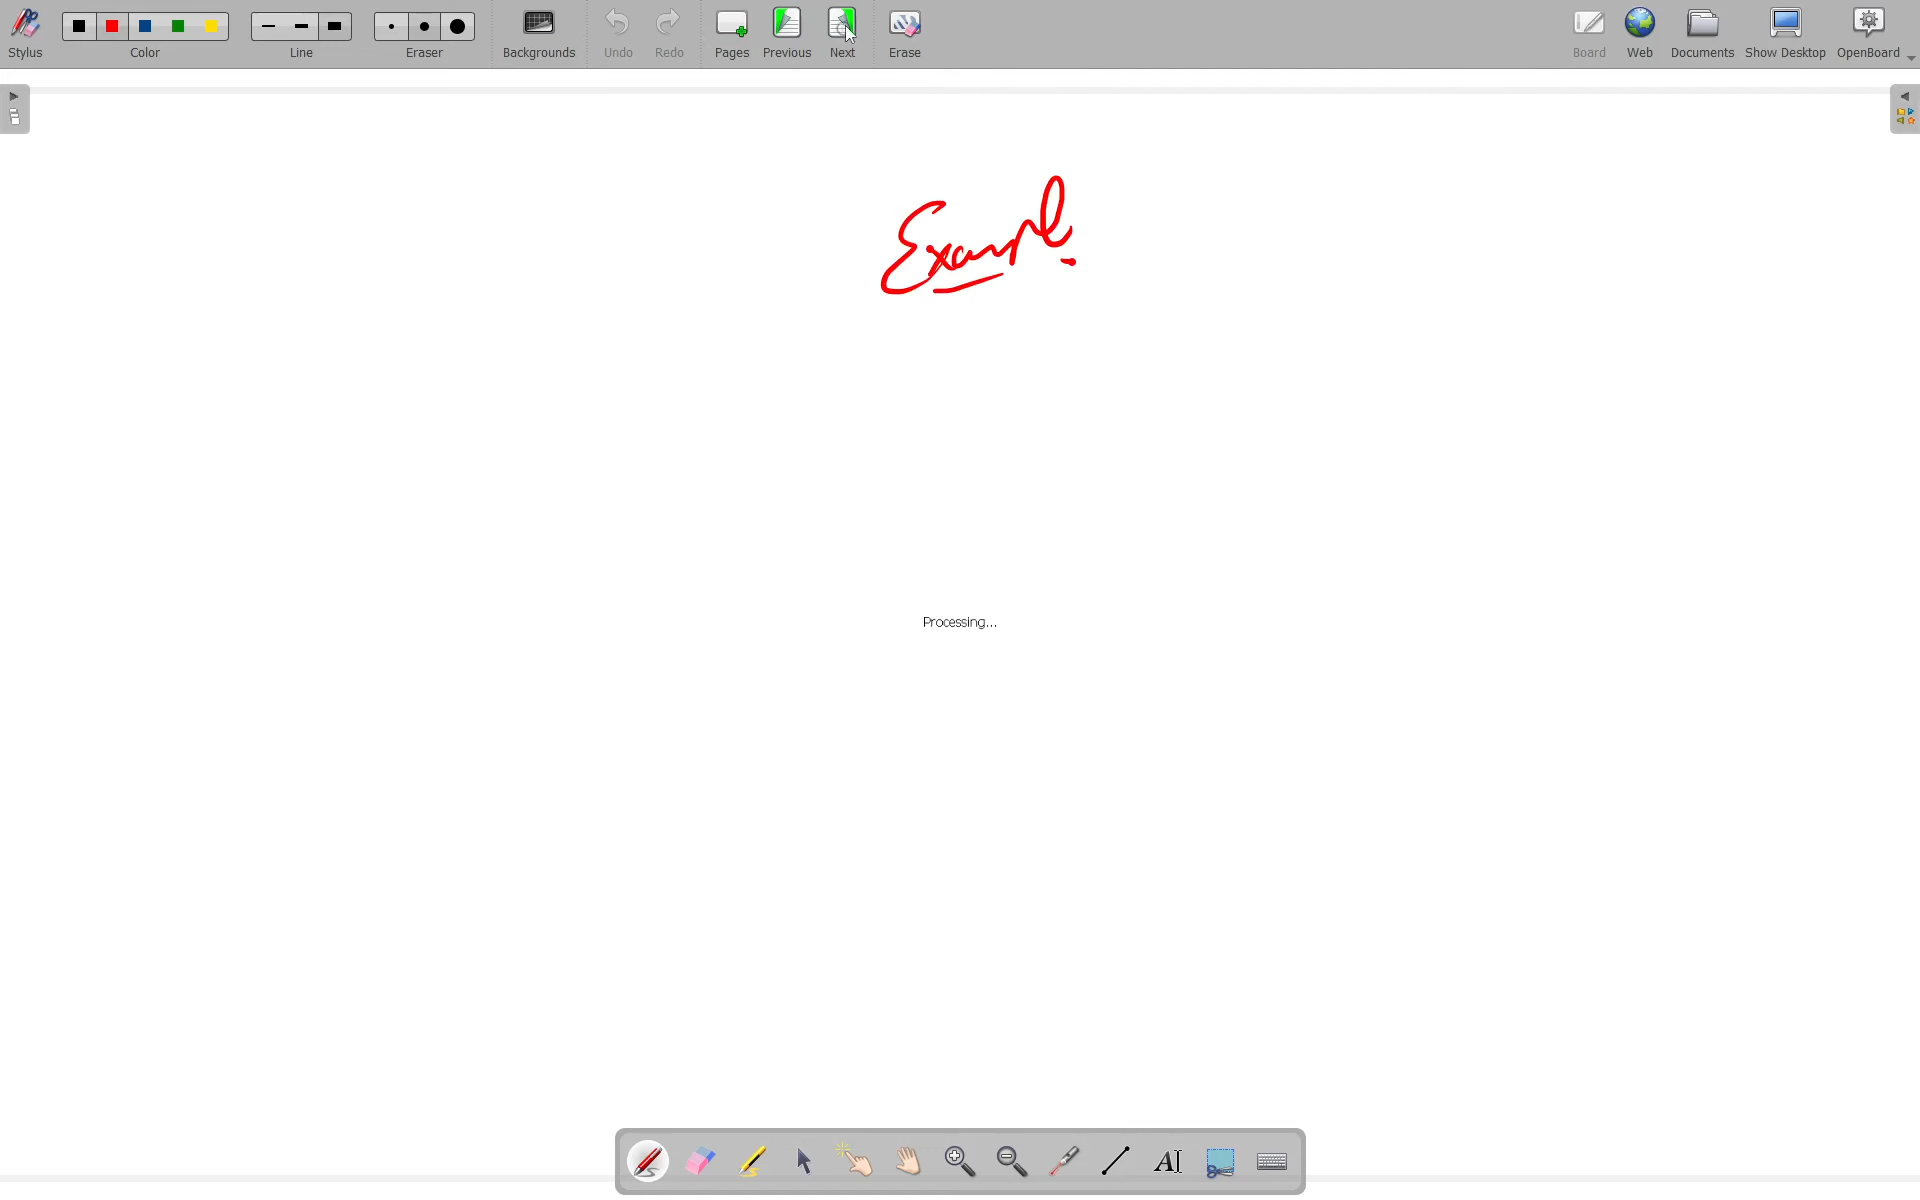 Stylus Color Line Eraser Backgrounds Undo Redo Pages Previous Next Erase Board Web Documents Show Desktop OpenBoard
Example
Processing...